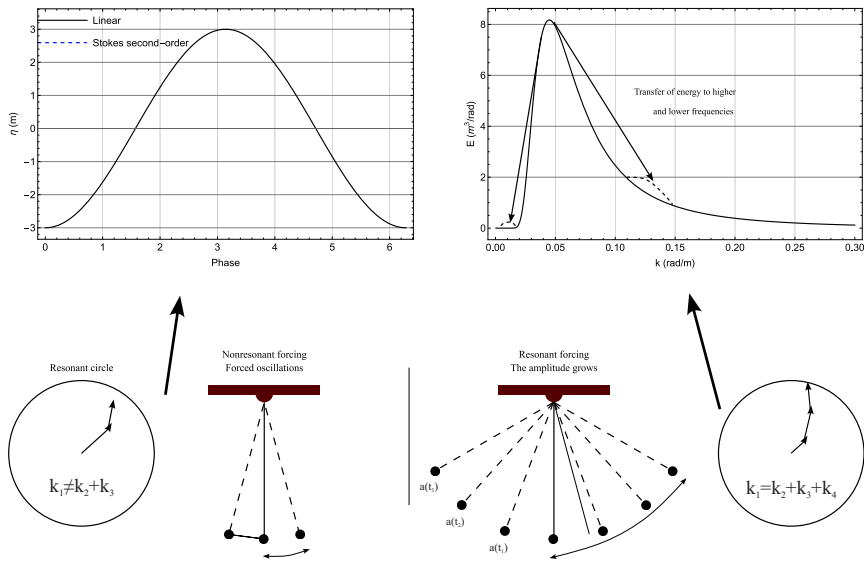 Linear
Stokes second-order
η (m)
3
2
1
0
-1
-2
-3
0
1
2
3
4
5
6
Phase
E (m³/rad)
8
6
4
2
0
Transfer of energy to higher
and lower frequencies
0.00
0.05
0.10
0.15
0.20
0.25
0.30
k (rad/m)
Resonant circle
k₁≠k₂+k₃
Nonresonant forcing
Forced oscillations
Resonant forcing
The amplitude grows
a(t₃)
a(t₂)
a(t₁)
k₁=k₂+k₃+k₄